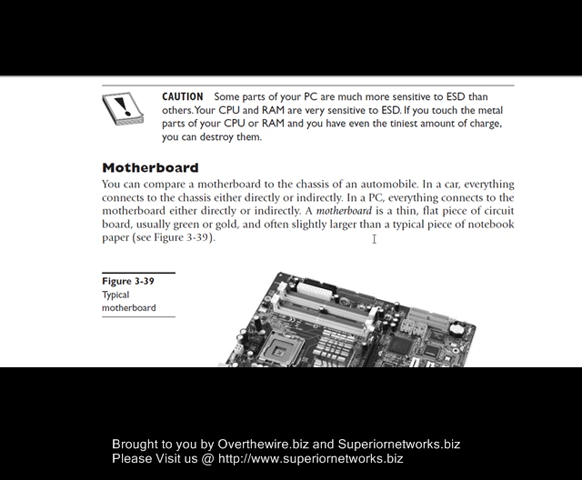 CAUTION Some parts of your PC are much more sensitive to ESD than
others. Your CPU and RAM are very sensitive to ESD. If you touch the metal
parts of your CPU or RAM and you have even the tiniest amount of charge,
you can destroy them.
Motherboard
You can compare a motherboard to the chassis of an automobile. In a car, everything
connects to the chassis either directly or indirectly. In a PC, everything connects to the
motherboard either directly or indirectly. A motherboard is a thin, flat piece of circuit
board, usually green or gold, and often slightly larger than a typical piece of notebook
paper (see Figure 3-39).
Figure 3-39
Typical
motherboard
Brought to you by Overthewire.biz and Superiornetworks.biz
Please Visit us @ http://www.superiornetworks.biz